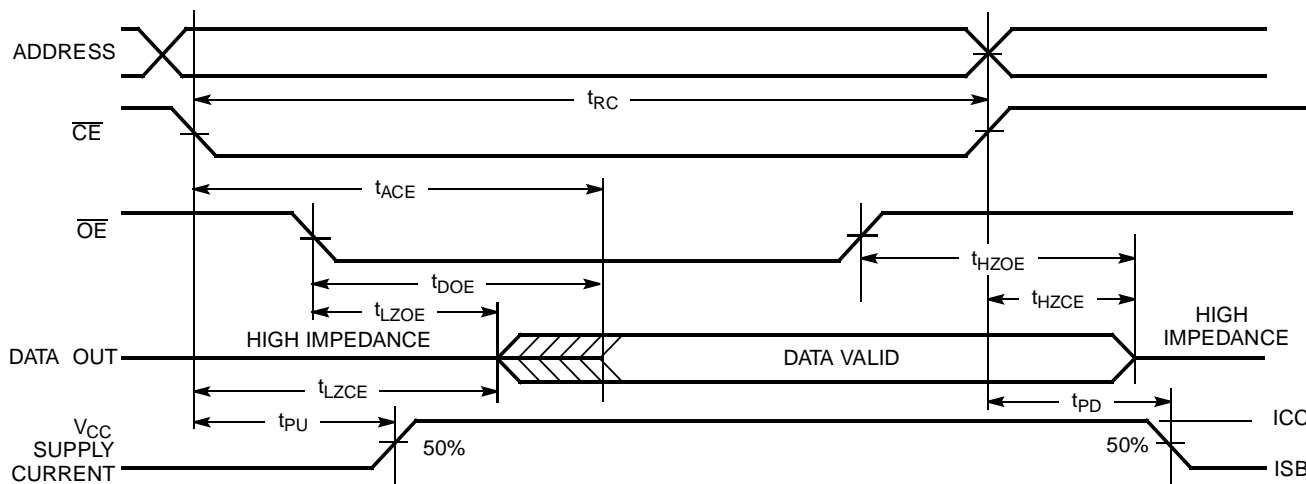 ADDRESS
tRC
CE
tACE
OE
tHZOE
tDOE
tLZOE
tHZCE
HIGH IMPEDANCE
HIGH
IMPEDANCE
DATA OUT
DATA VALID
tLZCE
tPD
tPU
ICC
VCC
SUPPLY
CURRENT
50%
50%
ISB